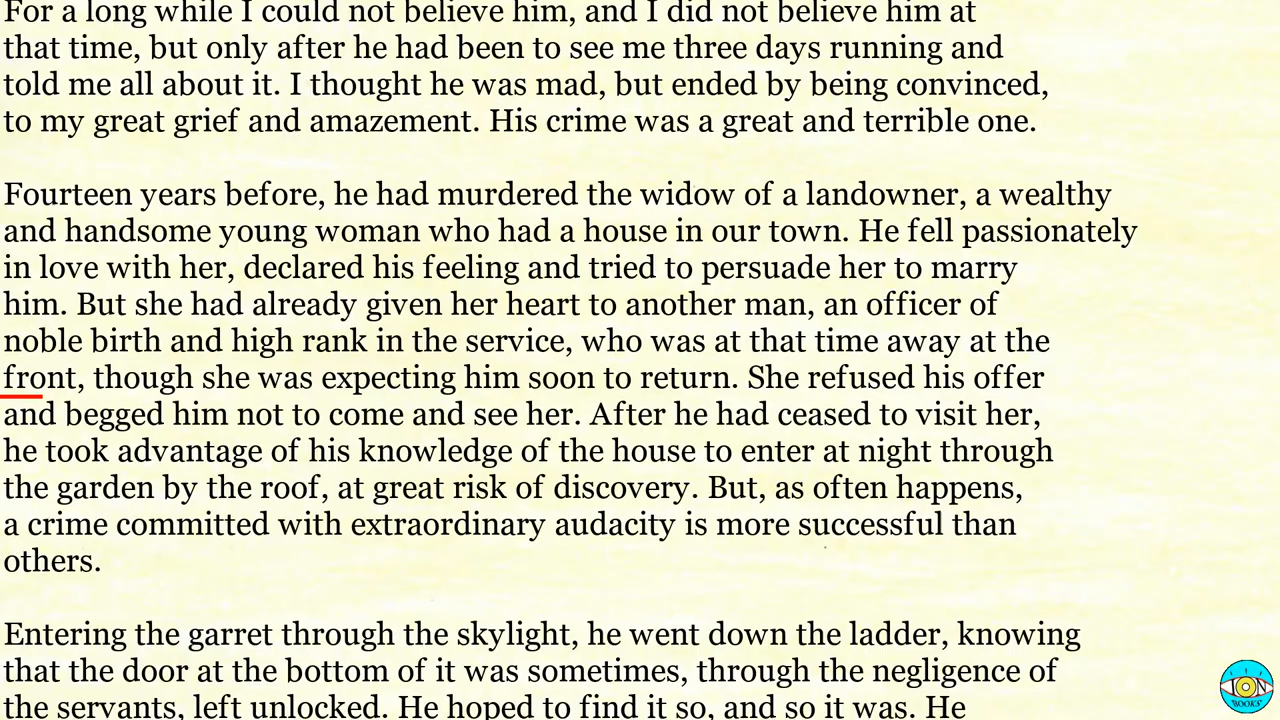 For a long while I could not believe him, and I did not believe him at
that time, but only after he had been to see me three days running and
told me all about it. I thought he was mad, but ended by being convinced,
to my great grief and amazement. His crime was a great and terrible one.
Fourteen years before, he had murdered the widow of a landowner, a wealthy
and handsome young woman who had a house in our town. He fell passionately
in love with her, declared his feeling and tried to persuade her to marry
him. But she had already given her heart to another man, an officer of
noble birth and high rank in the service, who was at that time away at the
front, though she was expecting him soon to return. She refused his offer
and begged him not to come and see her. After he had ceased to visit her,
he took advantage of his knowledge of the house to enter at night through
the garden by the roof, at great risk of discovery. But, as often happens,
a crime committed with extraordinary audacity is more successful than
others.
Entering the garret through the skylight, he went down the ladder, knowing
that the door at the bottom of it was sometimes, through the negligence of
the servants, left unlocked. He hoped to find it so, and so it was. He
ION
BOOKS